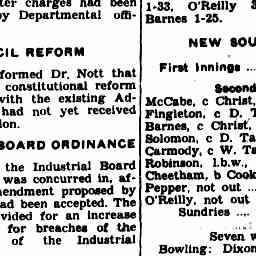 ter charges had been
by Departmental offi-
CIL REFORM
formed Dr. Nott that
constitutional reform
with the existing Ad-
had not yet received
ion.
BOARD ORDINANCE
the Industrial Board
was concurred in, af-
mendment proposed by
had been accepted. The
vided for an increase
for breaches of the
of the Industrial
1-33, O'Reilly
Barnes 1-25.
NEW SOU
First Innings ...
Second
McCabe, c Christ,
Fingleton, c D. T
Barnes, c Christ,
Solomon, c D. Ta
Carmody, c W. Ta
Robinson, l.b.w.,
Cheetham, b Cook
Pepper, not out ...
O'Reilly, not out
Sundries ....
Seven w
Bowling: Dixon